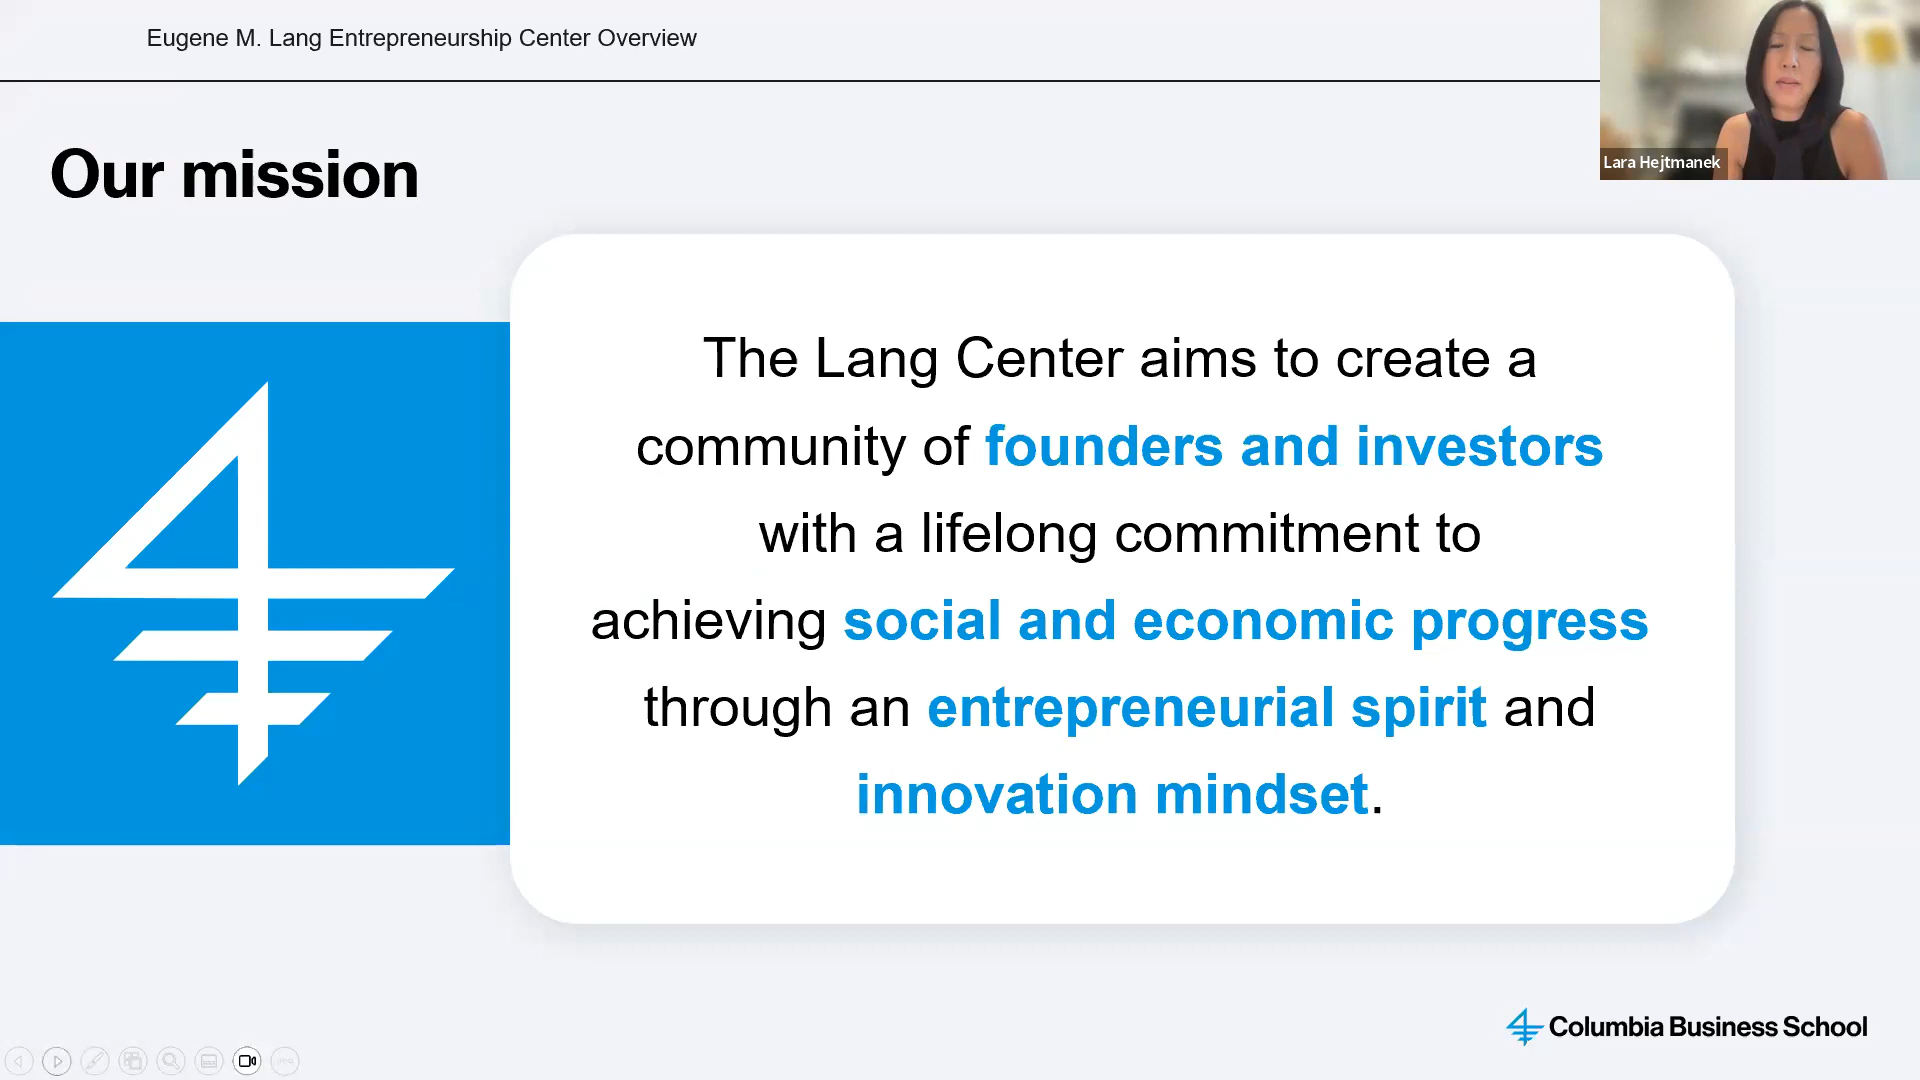 Eugene M. Lang Entrepreneurship Center Overview
Lara Hejtmanek
Our mission
The Lang Center aims to create a
community of founders and investors
with a lifelong commitment to
achieving social and economic progress
through an entrepreneurial spirit and
innovation mindset.
Columbia Business School